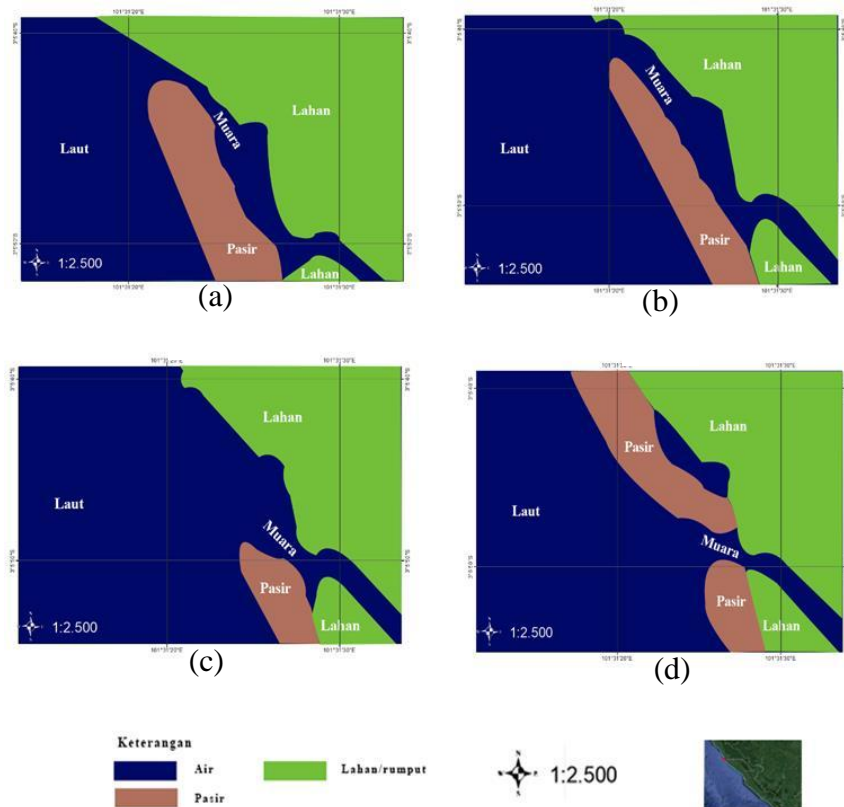 Lahan
Muara
Laut
Pasir
1:2.500
Lahan
(a)
Muara
Lahan
Laut
Pasir
1:2.500
Lahan
(b)
Lahan
Laut
Muara
Pasir
1:2.500
Lahan
(c)
Pasir
Lahan
Laut
Muara
Pasir
1:2.500
Lahan
(d)
Keterangan
Air
Lahan/rumput
Pasir
1:2.500